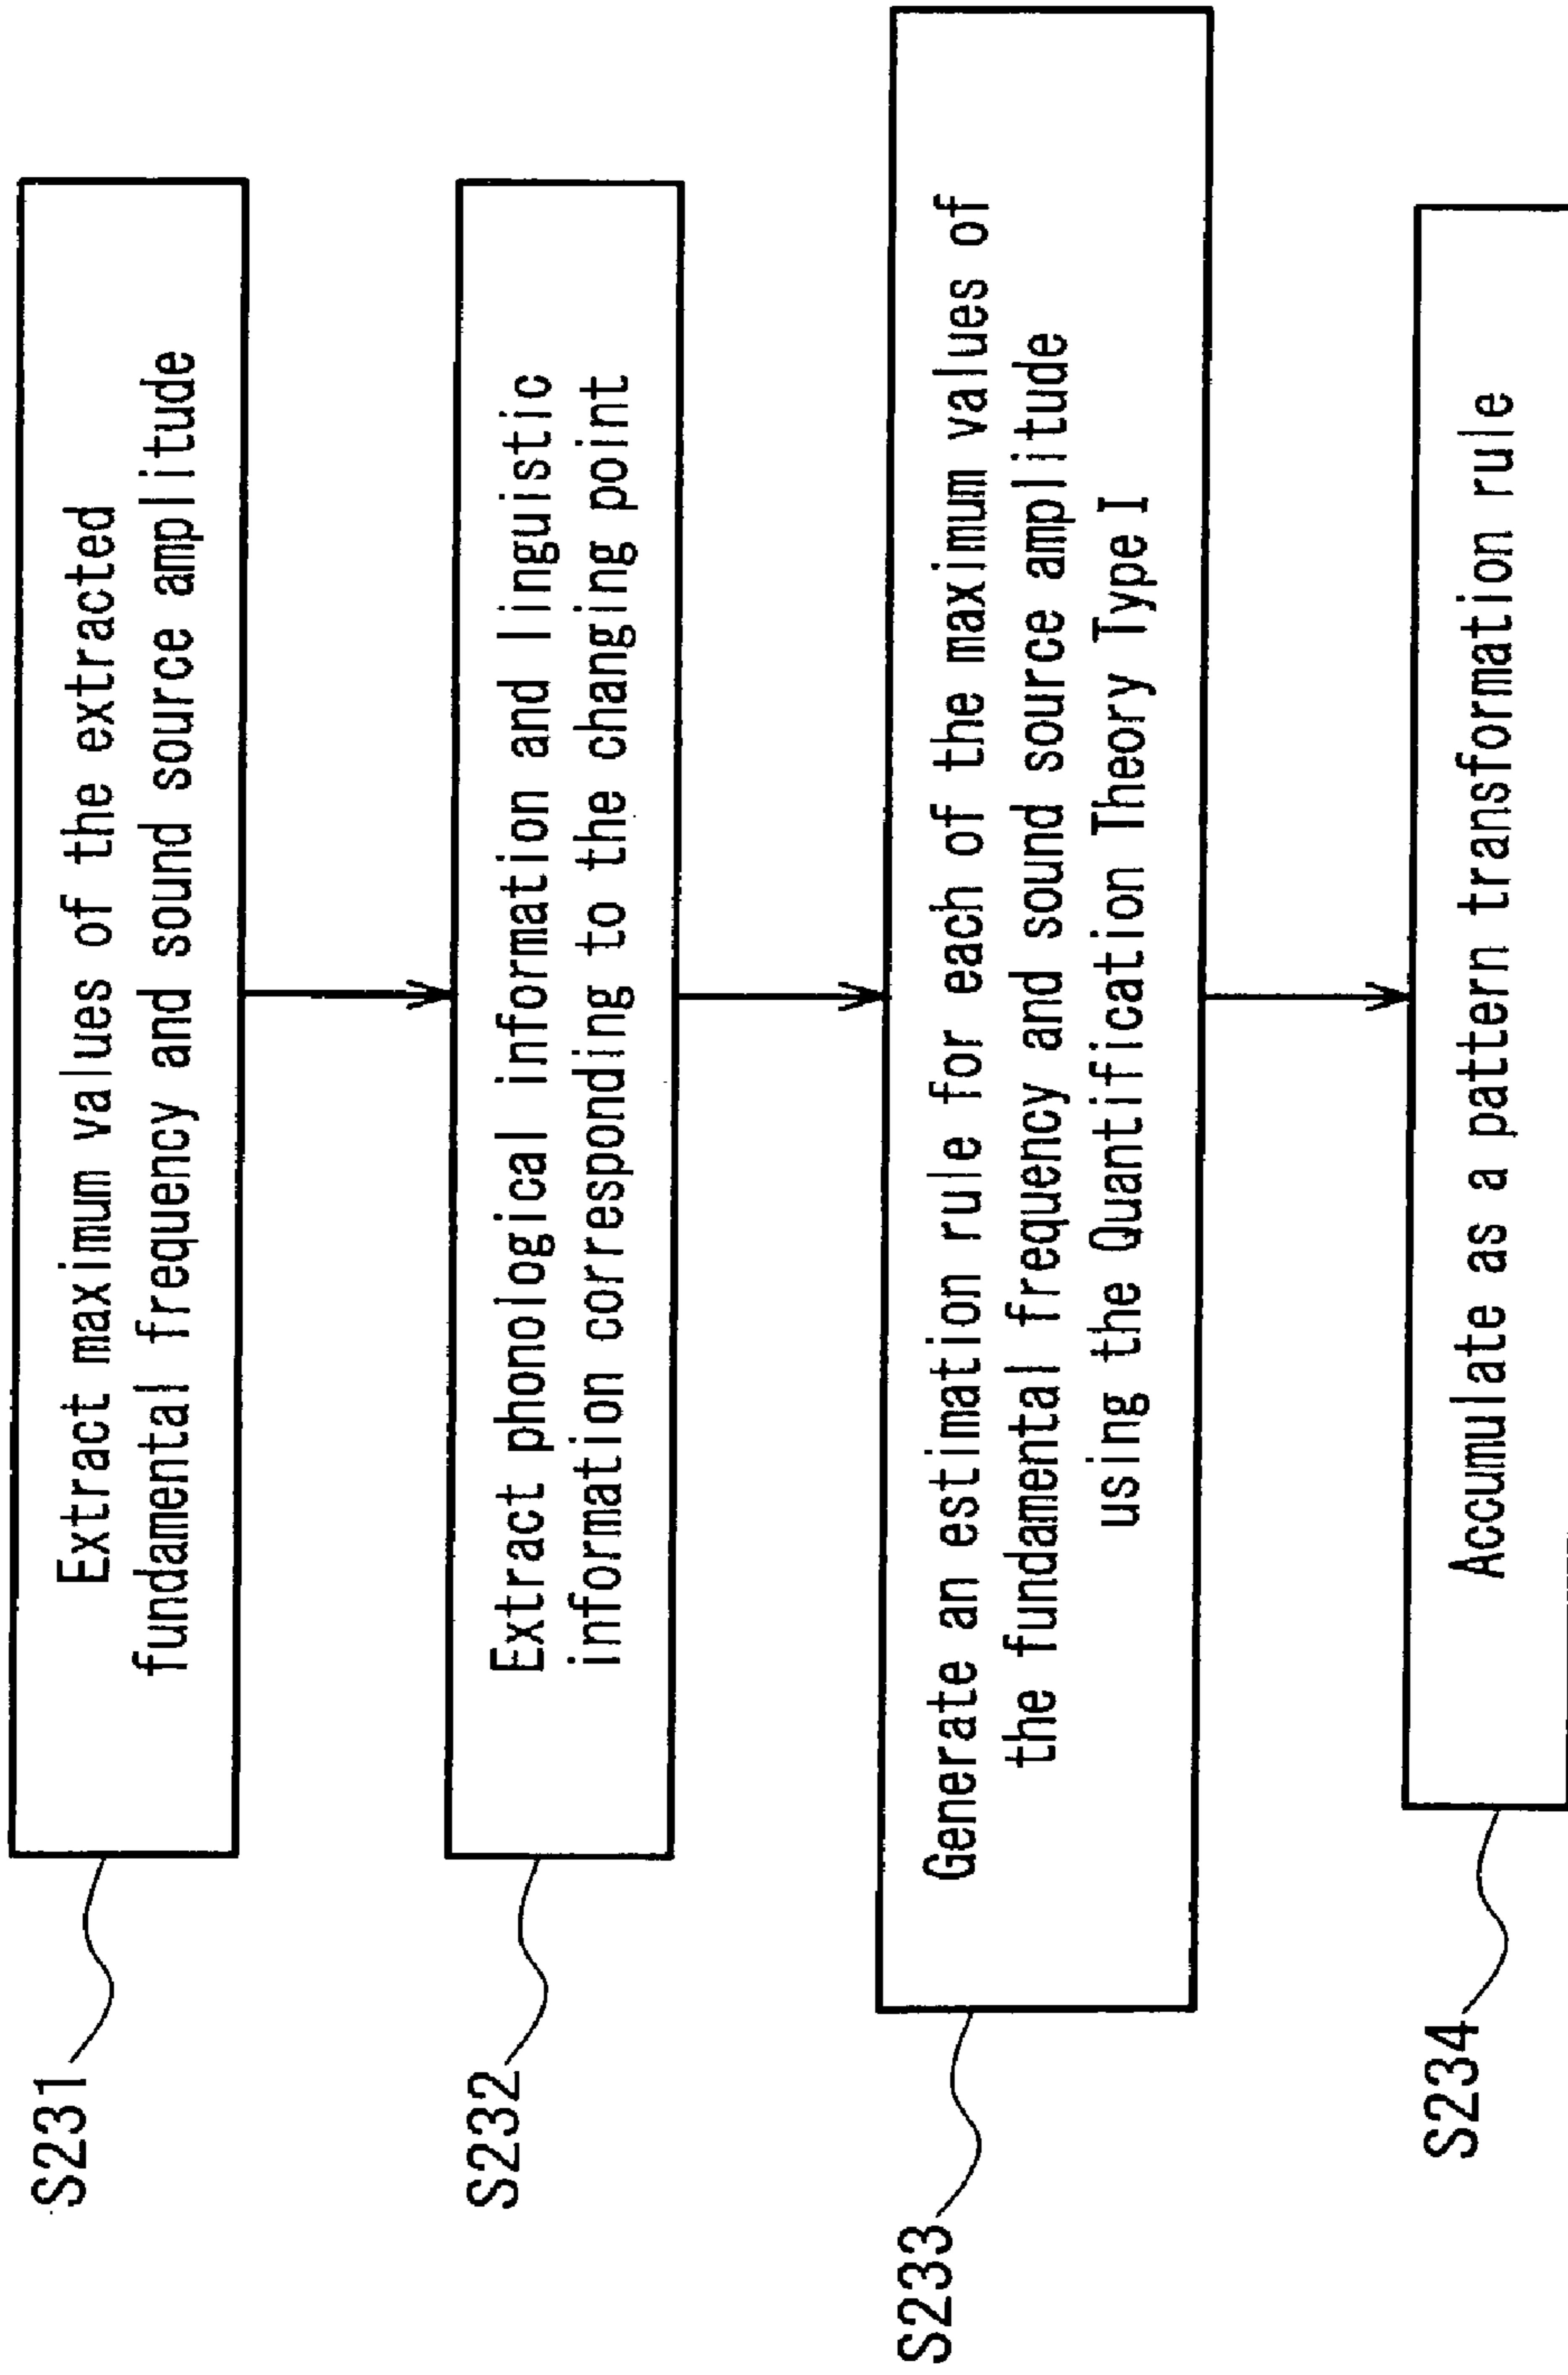 S231
Extract maximum values of the extracted
fundamental frequency and sound source amplitude
S232
Extract phonological information and linguistic
information corresponding to the changing point
S233
Generate an estimation rule for each of the maximum values of
the fundamental frequency and sound source amplitude
using the Quantification Theory Type I
S234
Accumulate as a pattern transformation rule